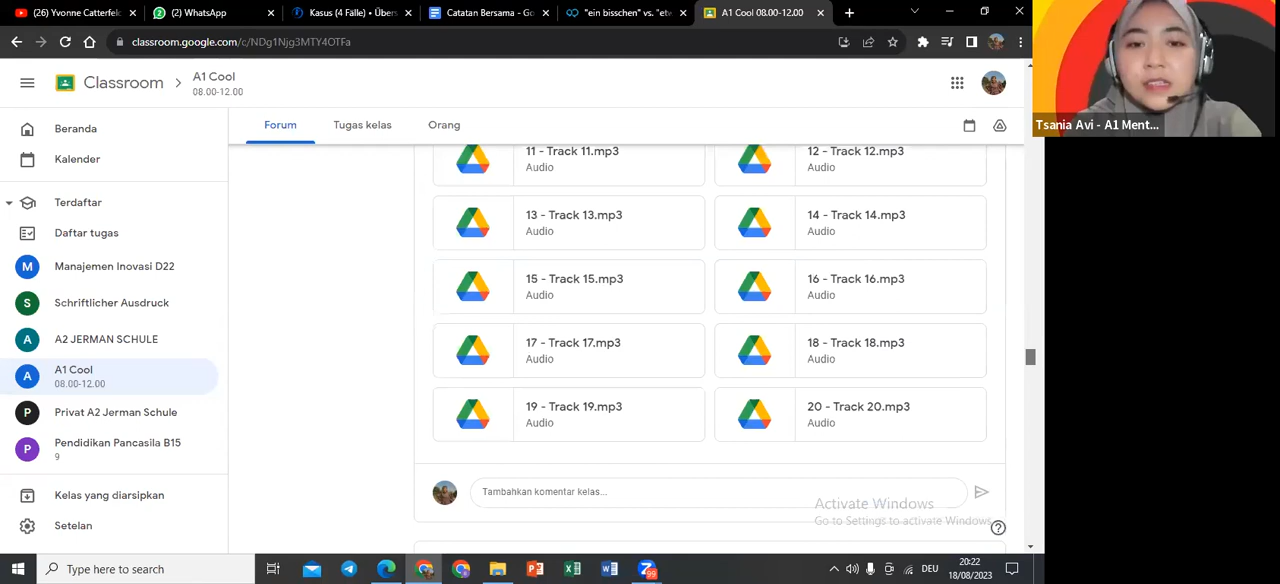 (26) Yvonne Catterfel
(2) WhatsApp
Kasus (4 Fälle) • Übers
Catatan Bersama - Go
"ein bisschen" vs. "etw
A1 Cool 08.00-12.00
classroom.google.com/c/NDg1Njg3MTY4OTFa
Classroom
A1 Cool
08.00-12.00
Tsania Avi - A1 Ment...
Forum
Tugas kelas
Orang
Beranda
Kalender
Terdaftar
Daftar tugas
M
Manajemen Inovasi D22
S
Schriftlicher Ausdruck
A
A2 JERMAN SCHULE
A
A1 Cool
08.00-12.00
P
Privat A2 Jerman Schule
P
Pendidikan Pancasila B15
9
Kelas yang diarsipkan
Setelan
11 - Track 11.mp3
Audio
12 - Track 12.mp3
Audio
13 - Track 13.mp3
Audio
14 - Track 14.mp3
Audio
15 - Track 15.mp3
Audio
16 - Track 16.mp3
Audio
17 - Track 17.mp3
Audio
18 - Track 18.mp3
Audio
19 - Track 19.mp3
Audio
20 - Track 20.mp3
Audio
Tambahkan komentar kelas...
Activate Windows
Go to Settings to activate Windows.
Type here to search
99
DEU
20:22
18/08/2023